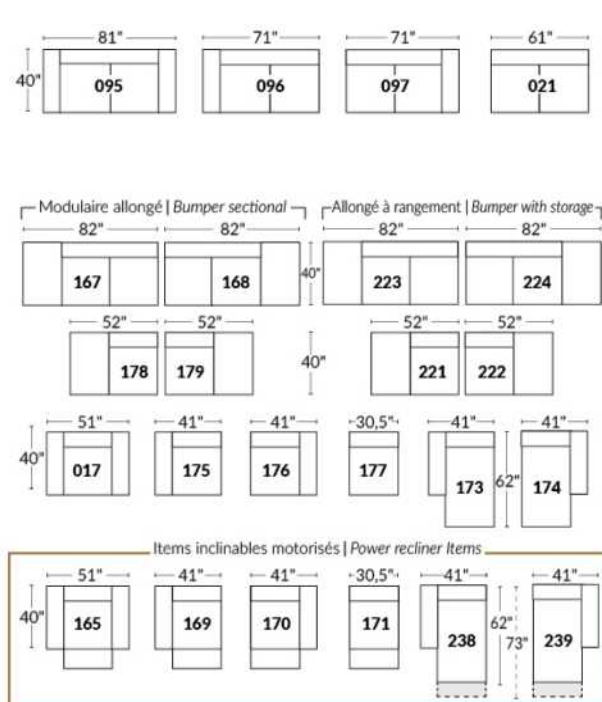 81" 71" 71" 61"
40" 095 096 097 021
Modulaire allongé | Bumper sectional Allongé à rangement | Bumper with storage
82" 82" 82" 82"
167 168 40" 223 224
52" 52" 52" 52"
178 179 40" 221 222
51" 41" 41" 30,5" 41" 41"
40" 017 175 176 177 173 62" 174
Items inclinables motorisés | Power recliner Items
51" 41" 41" 30,5" 41" 41"
40" 165 169 170 171 238 62" 73" 239